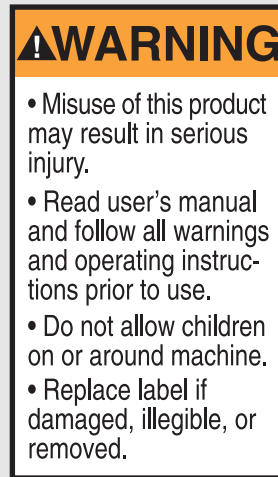 WARNING
• Misuse of this product
may result in serious
injury.
• Read user's manual
and follow all warnings
and operating instruc-
tions prior to use.
• Do not allow children
on or around machine.
• Replace label if
damaged, illegible, or
removed.